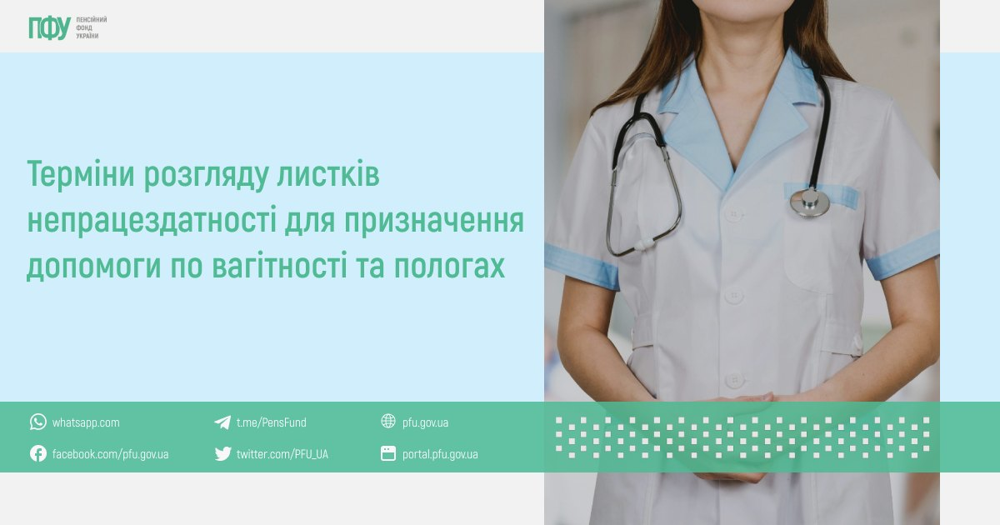 ПФУ
ПЕНСІЙНИЙ
ФОНД
УКРАЇНИ
Терміни розгляду листків
непрацездатності для призначення
допомоги по вагітності та пологах
whatsapp.com
t.me/PensFund
pfu.gov.ua
facebook.com/pfu.gov.ua
twitter.com/PFU_UA
portal.pfu.gov.ua